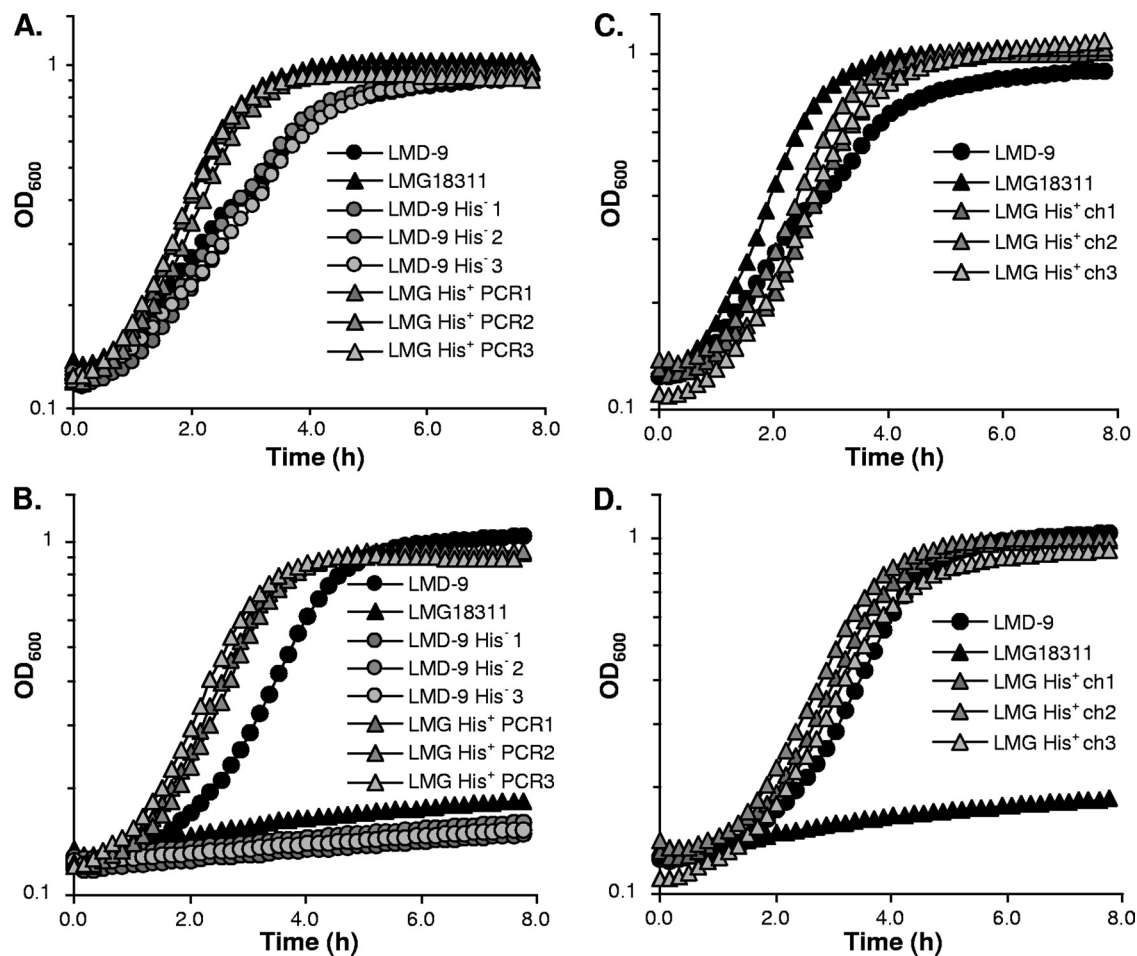 A.
OD600
1
0.1
LMD-9
LMG18311
LMD-9 His⁻ 1
LMD-9 His⁻ 2
LMD-9 His⁻ 3
LMG His⁺ PCR1
LMG His⁺ PCR2
LMG His⁺ PCR3
0.0 2.0 4.0 6.0 8.0
Time (h)
C.
OD600
1
0.1
LMD-9
LMG18311
LMG His⁺ ch1
LMG His⁺ ch2
LMG His⁺ ch3
0.0 2.0 4.0 6.0 8.0
Time (h)
B.
OD600
1
0.1
LMD-9
LMG18311
LMD-9 His⁻ 1
LMD-9 His⁻ 2
LMD-9 His⁻ 3
LMG His⁺ PCR1
LMG His⁺ PCR2
LMG His⁺ PCR3
0.0 2.0 4.0 6.0 8.0
Time (h)
D.
OD600
1
0.1
LMD-9
LMG18311
LMG His⁺ ch1
LMG His⁺ ch2
LMG His⁺ ch3
0.0 2.0 4.0 6.0 8.0
Time (h)